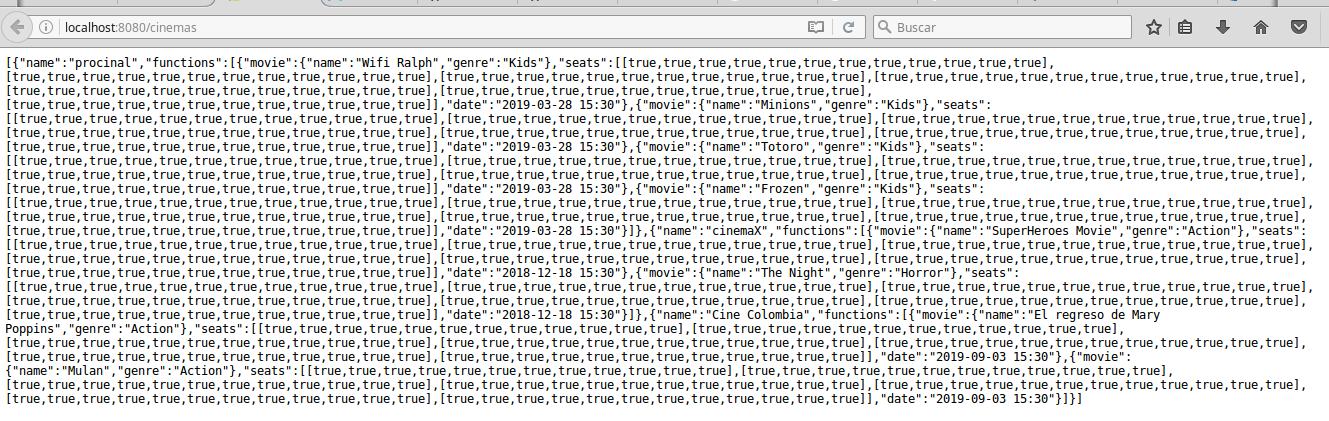 localhost:8080/cinemas
Buscar
[{"name":"procinal","functions":[{"movie":{"name":"Wifi Ralph","genre":"Kids"},"seats":[[true,true,true,true,true,true,true,true,true,true,true,true],
[true,true,true,true,true,true,true,true,true,true,true,true],[true,true,true,true,true,true,true,true,true,true,true,true],[true,true,true,true,true,true,true,true,true,true,true,true],
[true,true,true,true,true,true,true,true,true,true,true,true],[true,true,true,true,true,true,true,true,true,true,true,true],
[true,true,true,true,true,true,true,true,true,true,true,true]],"date":"2019-03-28 15:30"},{"movie":{"name":"Minions","genre":"Kids"},"seats":
[[true,true,true,true,true,true,true,true,true,true,true,true],[true,true,true,true,true,true,true,true,true,true,true,true],[true,true,true,true,true,true,true,true,true,true,true,true],
[true,true,true,true,true,true,true,true,true,true,true,true],[true,true,true,true,true,true,true,true,true,true,true,true],[true,true,true,true,true,true,true,true,true,true,true,true],
[true,true,true,true,true,true,true,true,true,true,true,true]],"date":"2019-03-28 15:30"},{"movie":{"name":"Totoro","genre":"Kids"},"seats":
[[true,true,true,true,true,true,true,true,true,true,true,true],[true,true,true,true,true,true,true,true,true,true,true,true],[true,true,true,true,true,true,true,true,true,true,true,true],
[true,true,true,true,true,true,true,true,true,true,true,true],[true,true,true,true,true,true,true,true,true,true,true,true],[true,true,true,true,true,true,true,true,true,true,true,true],
[true,true,true,true,true,true,true,true,true,true,true,true]],"date":"2019-03-28 15:30"},{"movie":{"name":"Frozen","genre":"Kids"},"seats":
[[true,true,true,true,true,true,true,true,true,true,true,true],[true,true,true,true,true,true,true,true,true,true,true,true],[true,true,true,true,true,true,true,true,true,true,true,true],
[true,true,true,true,true,true,true,true,true,true,true,true],[true,true,true,true,true,true,true,true,true,true,true,true],[true,true,true,true,true,true,true,true,true,true,true,true],
[true,true,true,true,true,true,true,true,true,true,true,true]],"date":"2019-03-28 15:30"}]},{"name":"cinemaX","functions":[{"movie":{"name":"SuperHeroes Movie","genre":"Action"},"seats":
[[true,true,true,true,true,true,true,true,true,true,true,true],[true,true,true,true,true,true,true,true,true,true,true,true],[true,true,true,true,true,true,true,true,true,true,true,true],
[true,true,true,true,true,true,true,true,true,true,true,true],[true,true,true,true,true,true,true,true,true,true,true,true],[true,true,true,true,true,true,true,true,true,true,true,true],
[true,true,true,true,true,true,true,true,true,true,true,true]],"date":"2018-12-18 15:30"},{"movie":{"name":"The Night","genre":"Horror"},"seats":
[[true,true,true,true,true,true,true,true,true,true,true,true],[true,true,true,true,true,true,true,true,true,true,true,true],[true,true,true,true,true,true,true,true,true,true,true,true],
[true,true,true,true,true,true,true,true,true,true,true,true],[true,true,true,true,true,true,true,true,true,true,true,true],[true,true,true,true,true,true,true,true,true,true,true,true],
[true,true,true,true,true,true,true,true,true,true,true,true]],"date":"2018-12-18 15:30"}]},{"name":"Cine Colombia","functions":[{"movie":{"name":"El regreso de Mary
Poppins","genre":"Action"},"seats":[[true,true,true,true,true,true,true,true,true,true,true,true],[true,true,true,true,true,true,true,true,true,true,true,true],
[true,true,true,true,true,true,true,true,true,true,true,true],[true,true,true,true,true,true,true,true,true,true,true,true],[true,true,true,true,true,true,true,true,true,true,true,true],
[true,true,true,true,true,true,true,true,true,true,true,true],[true,true,true,true,true,true,true,true,true,true,true,true]],"date":"2019-09-03 15:30"},{"movie":
{"name":"Mulan","genre":"Action"},"seats":[[true,true,true,true,true,true,true,true,true,true,true,true],[true,true,true,true,true,true,true,true,true,true,true,true],
[true,true,true,true,true,true,true,true,true,true,true,true],[true,true,true,true,true,true,true,true,true,true,true,true],[true,true,true,true,true,true,true,true,true,true,true,true],
[true,true,true,true,true,true,true,true,true,true,true,true],[true,true,true,true,true,true,true,true,true,true,true,true]],"date":"2019-09-03 15:30"}]}]